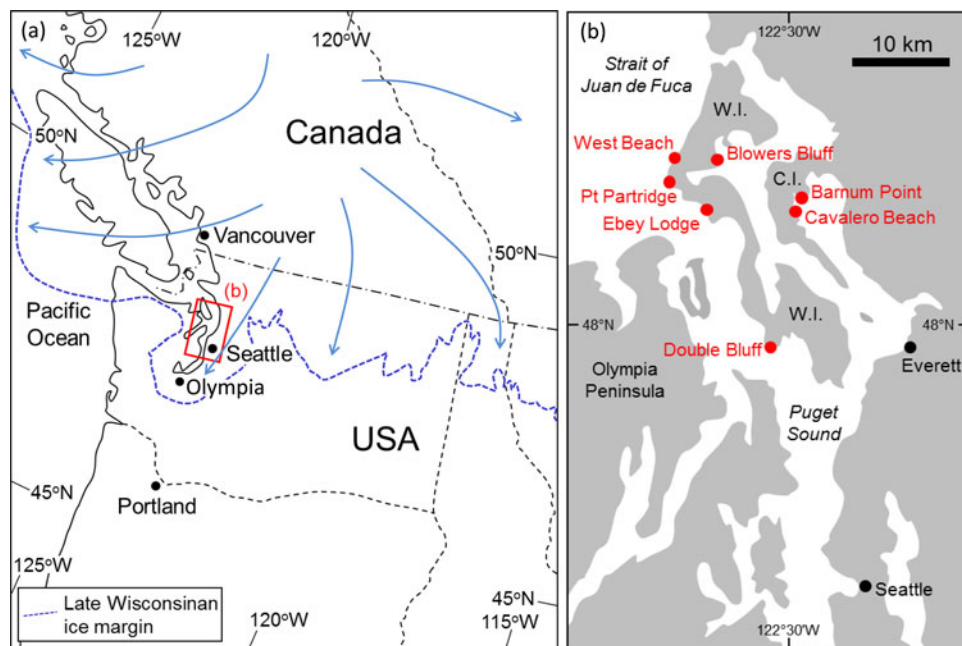 (a)
125°W
120°W
50°N
Canada
Vancouver
50°N
(b)
Pacific
Ocean
Seattle
Olympia
USA
45°N
Portland
125°W
Late Wisconsinan
ice margin
120°W
45°N
115°W
(b)
122°30'W
10 km
Strait of
Juan de Fuca
W.I.
West Beach
Blowers Bluff
C.I.
Pt Partridge
Barnum Point
Ebey Lodge
Cavalero Beach
W.I.
48°N
48°N
Double Bluff
Everett
Olympia
Peninsula
Puget
Sound
Seattle
122°30'W